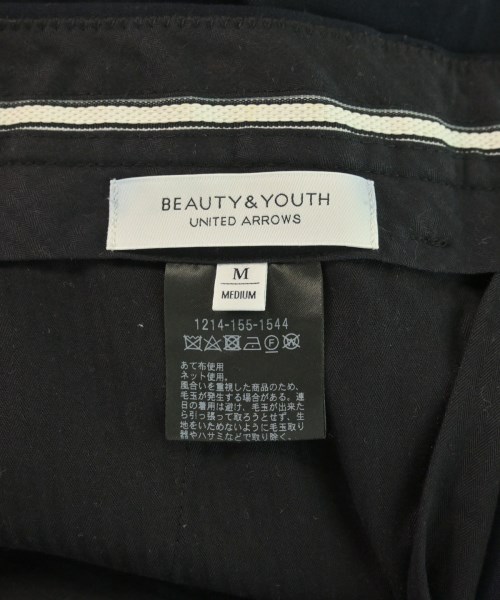 BEAUTY&YOUTH
UNITED ARROWS
M
MEDIUM
1214-155-1544
あて布使用。
ネット使用。
風合いを重視した商品のため、
毛玉が発生する場合がある。連
日の着用は避け、毛玉が出来た
ら引っ張って取ろうとせず、生
地をいためないように毛玉取り
器やハサミなどで取り除く。